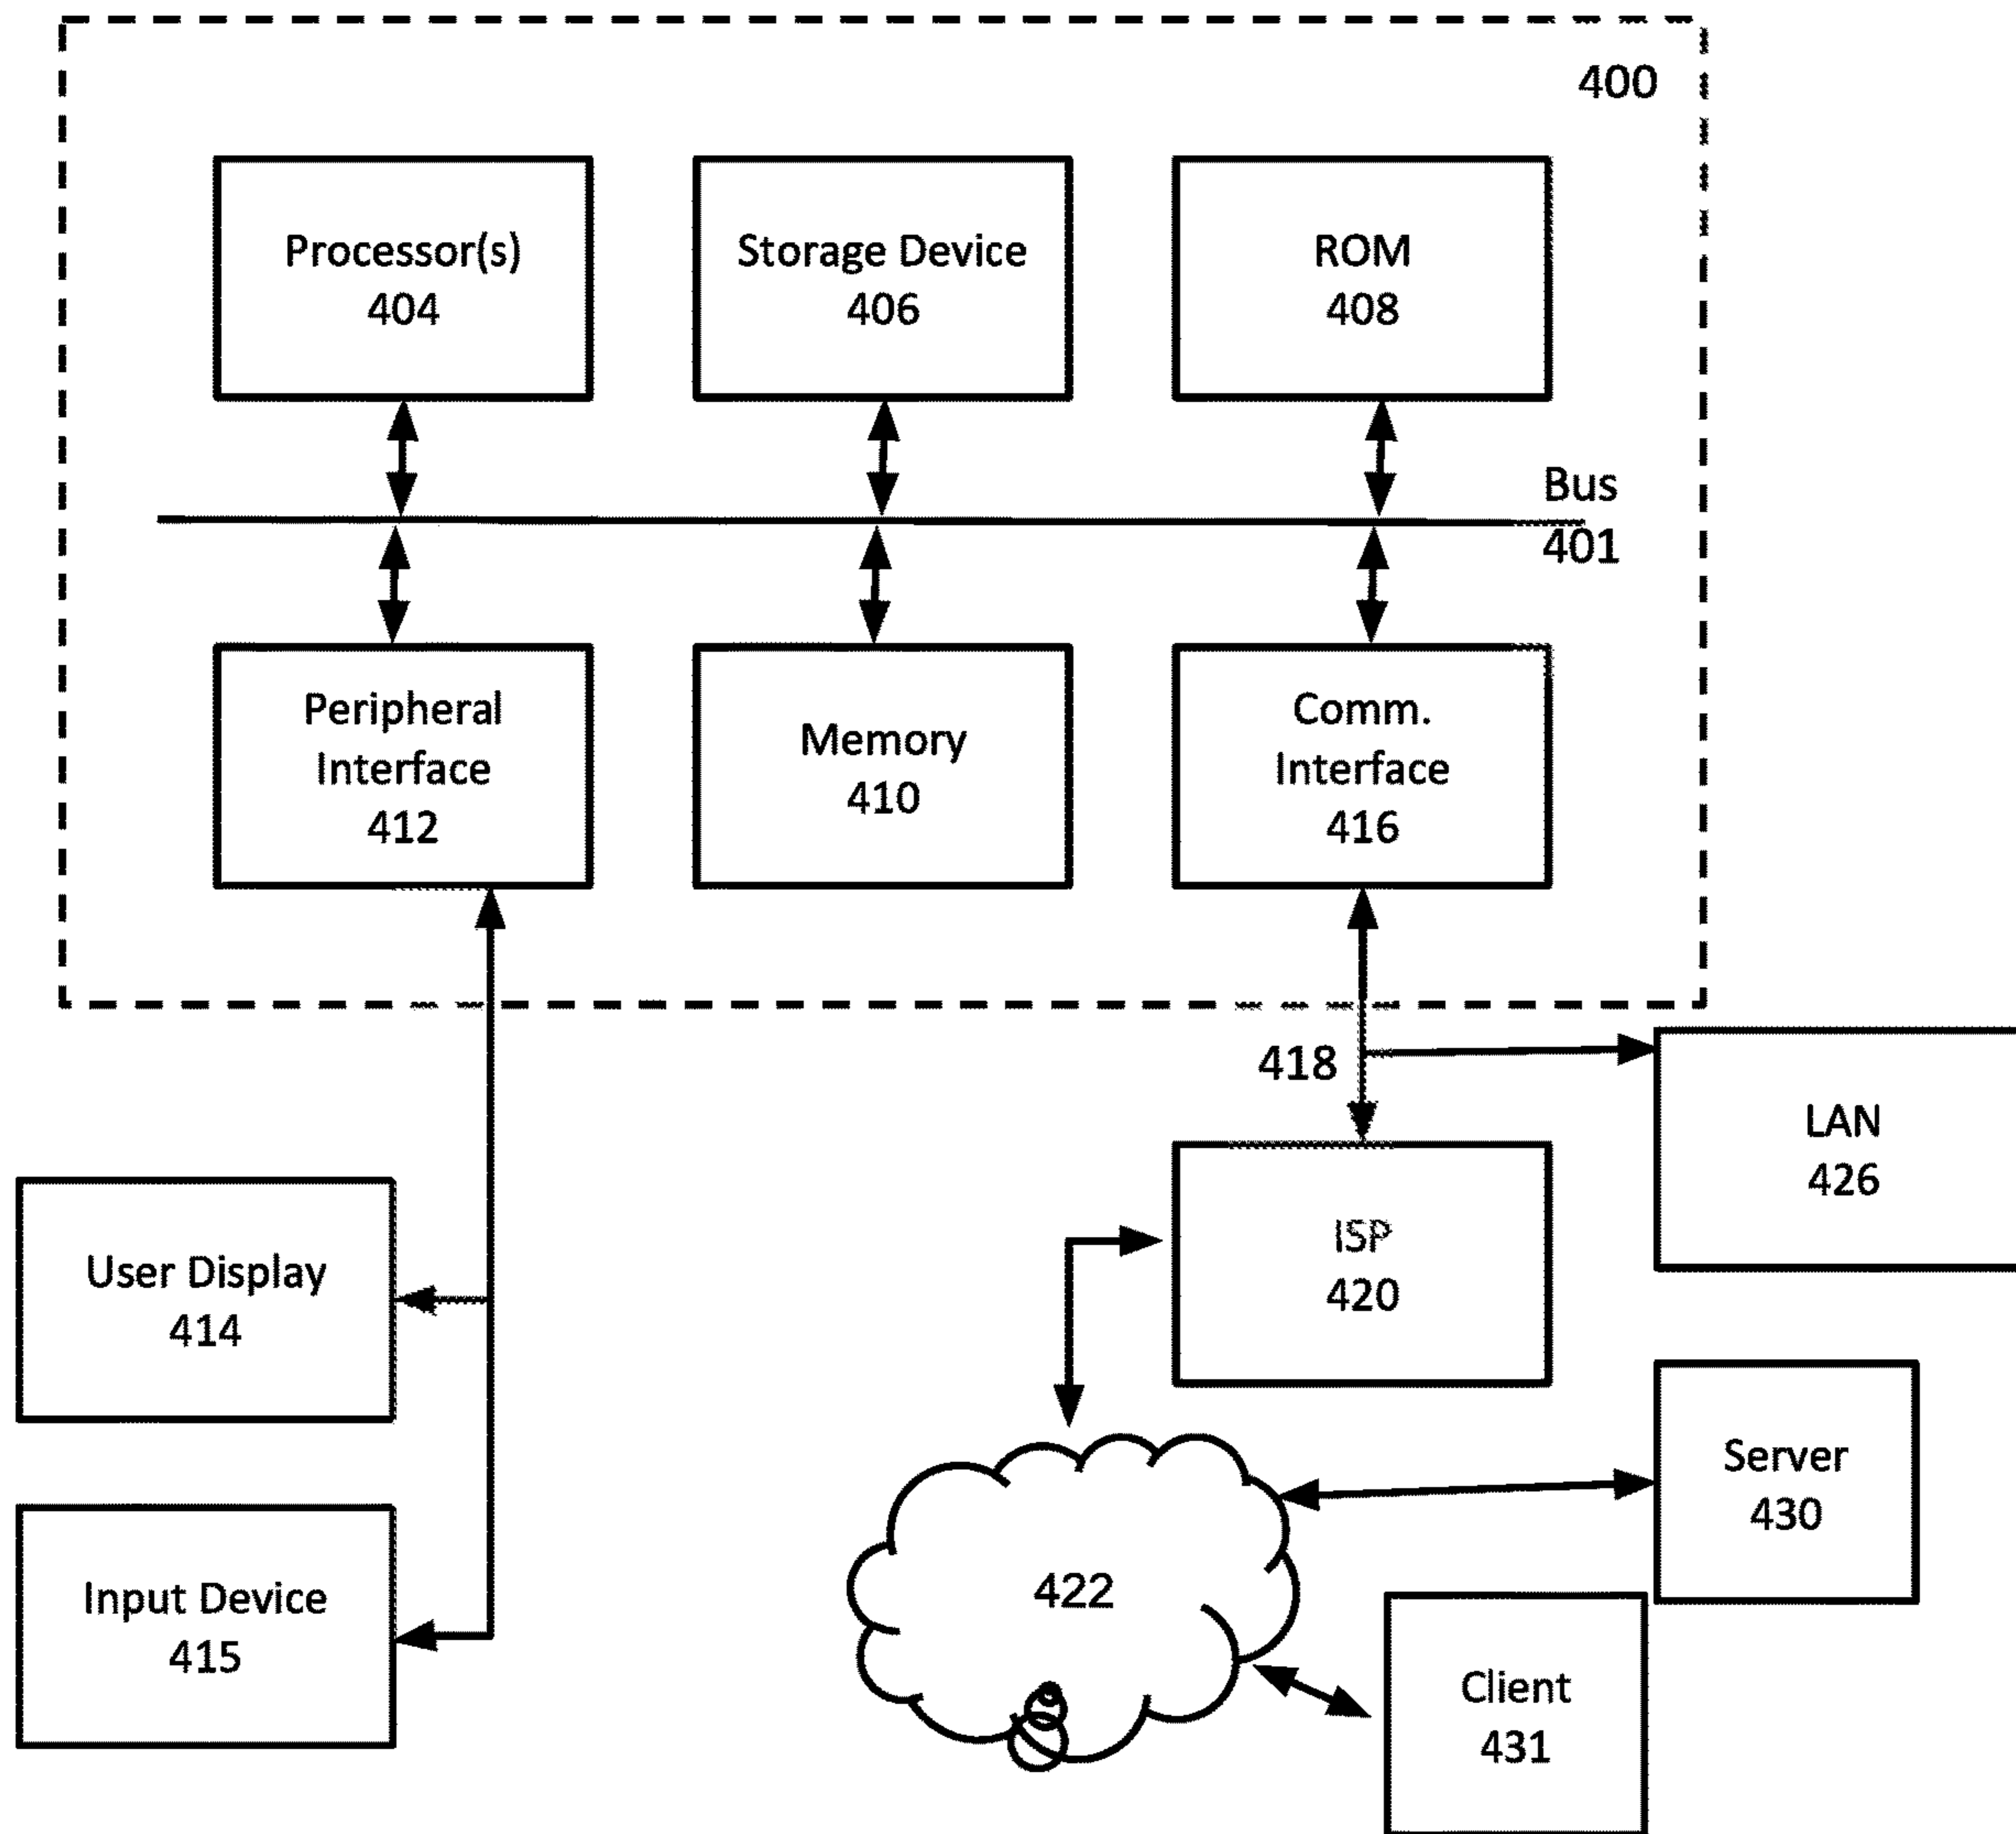 400
Processor(s)
404
Storage Device
406
ROM
408
Bus
401
Peripheral
Interface
412
Memory
410
Comm.
Interface
416
418
LAN
426
User Display
414
ISP
420
Server
430
Input Device
415
422
Client
431